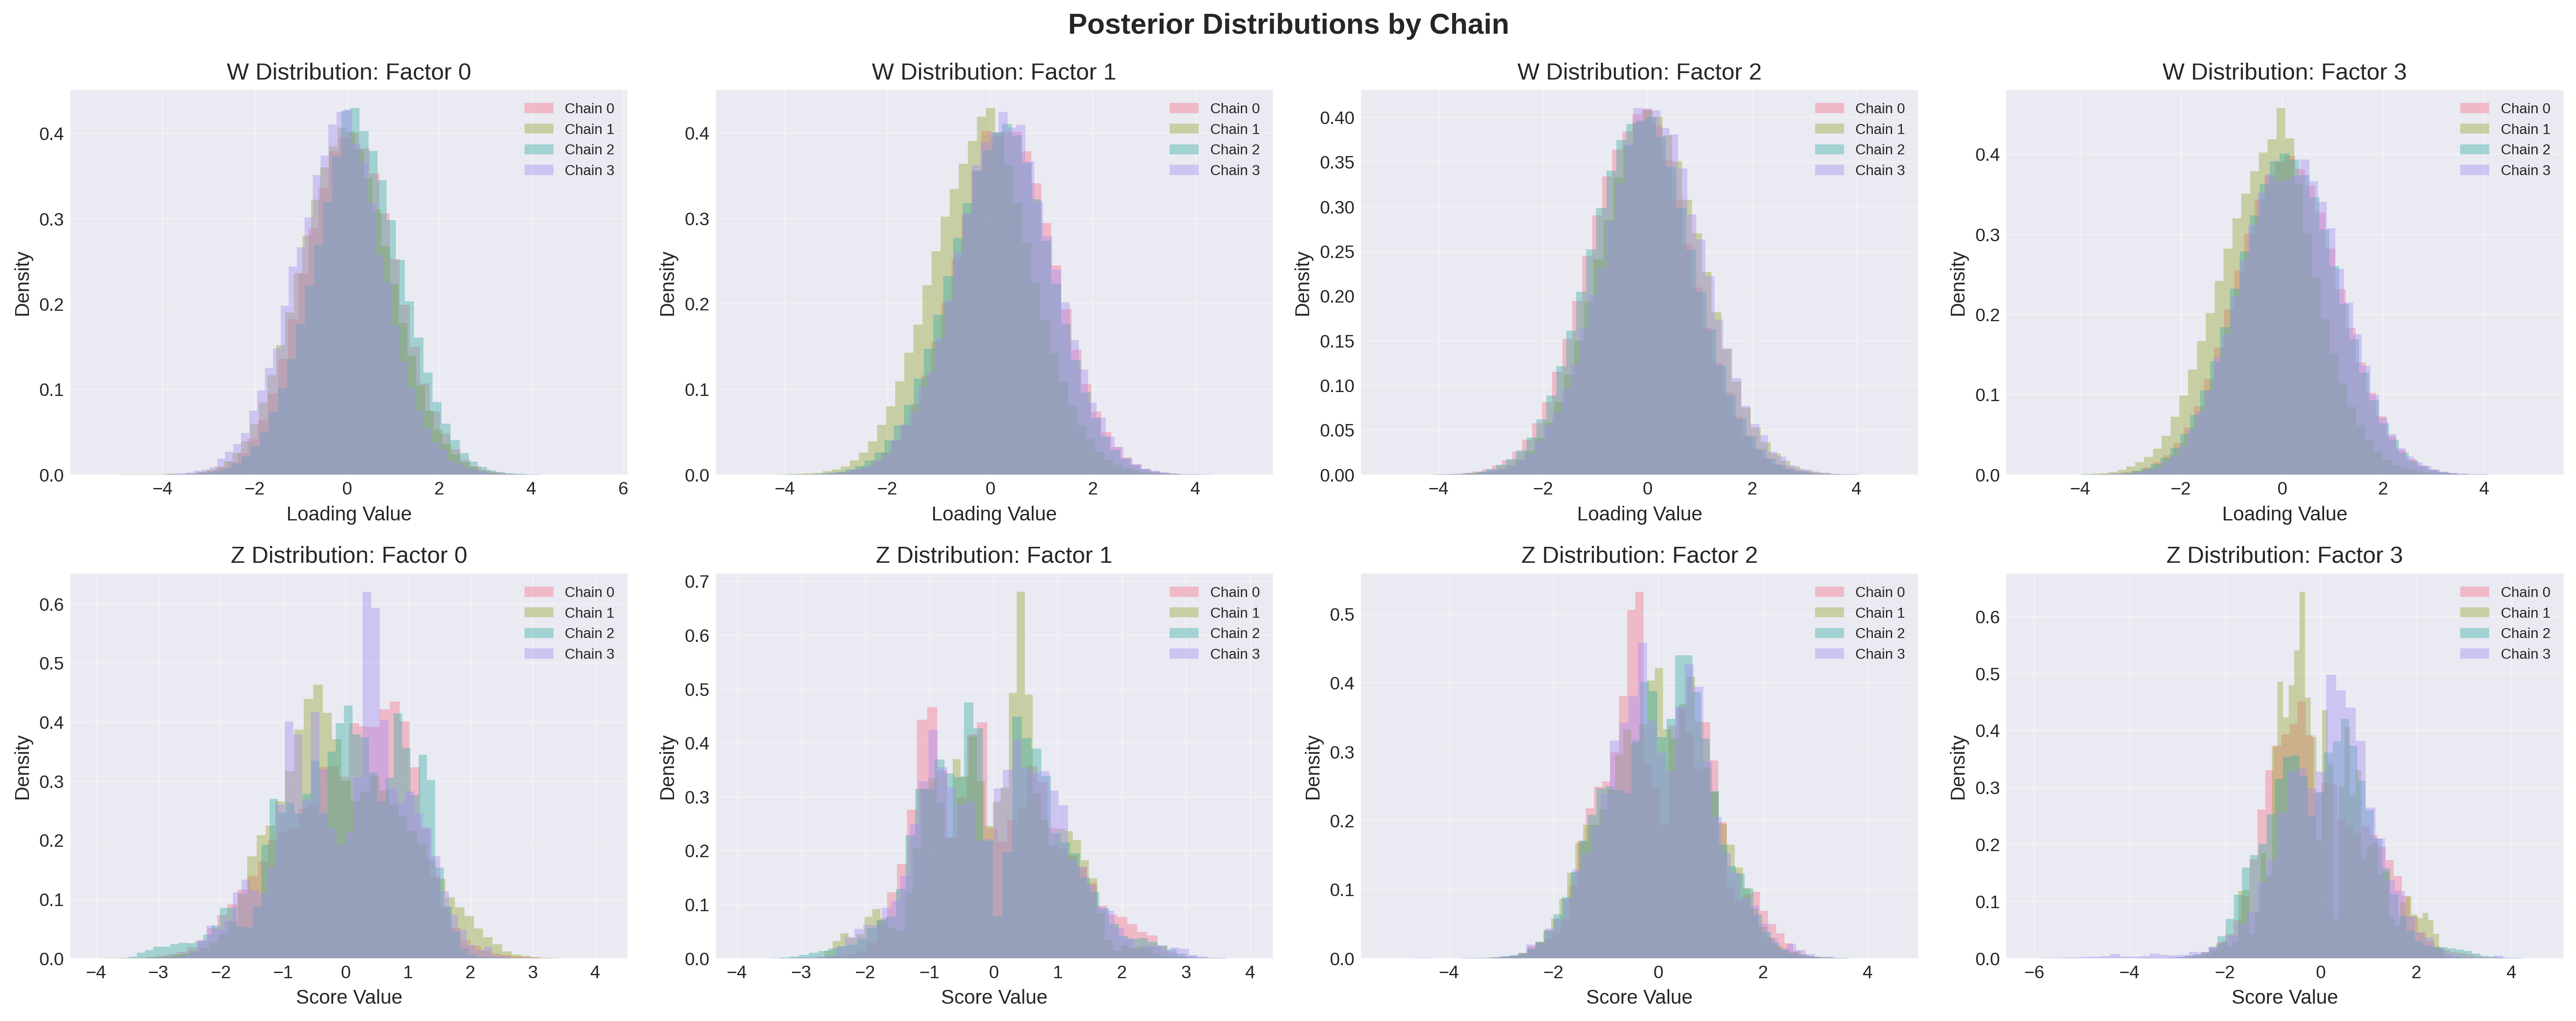 Posterior Distributions by Chain
W Distribution: Factor 0
W Distribution: Factor 1
W Distribution: Factor 2
W Distribution: Factor 3
Density
0.4
0.3
0.2
0.1
0.0
−4
−2
0
2
4
6
Loading Value
Chain 0
Chain 1
Chain 2
Chain 3
Density
0.4
0.3
0.2
0.1
0.0
−4
−2
0
2
4
Loading Value
Chain 0
Chain 1
Chain 2
Chain 3
Density
0.40
0.35
0.30
0.25
0.20
0.15
0.10
0.05
0.00
−4
−2
0
2
4
Loading Value
Chain 0
Chain 1
Chain 2
Chain 3
Density
0.4
0.3
0.2
0.1
0.0
−4
−2
0
2
4
Loading Value
Chain 0
Chain 1
Chain 2
Chain 3
Z Distribution: Factor 0
Z Distribution: Factor 1
Z Distribution: Factor 2
Z Distribution: Factor 3
Density
0.6
0.5
0.4
0.3
0.2
0.1
0.0
−4
−3
−2
−1
0
1
2
3
4
Score Value
Chain 0
Chain 1
Chain 2
Chain 3
Density
0.7
0.6
0.5
0.4
0.3
0.2
0.1
0.0
−4
−3
−2
−1
0
1
2
3
4
Score Value
Chain 0
Chain 1
Chain 2
Chain 3
Density
0.5
0.4
0.3
0.2
0.1
0.0
−4
−2
0
2
4
Score Value
Chain 0
Chain 1
Chain 2
Chain 3
Density
0.6
0.5
0.4
0.3
0.2
0.1
0.0
−6
−4
−2
0
2
4
Score Value
Chain 0
Chain 1
Chain 2
Chain 3